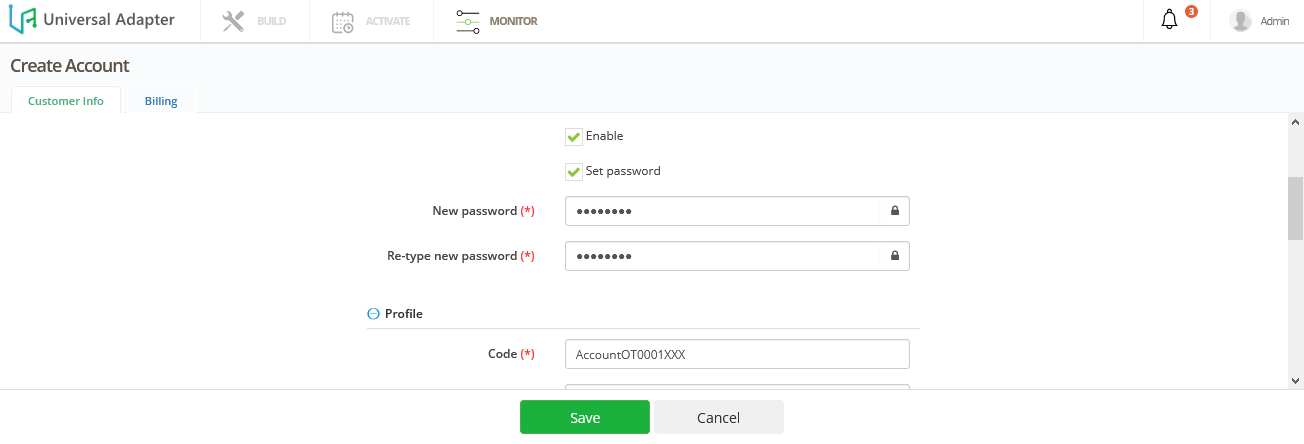 Universal Adapter
BUILD
ACTIVATE
MONITOR
3
Admin
Create Account
Customer Info
Billing
Enable
Set password
New password (*)
●●●●●●●●
Re-type new password (*)
●●●●●●●●
Profile
Code (*)
AccountOT0001XXX
Save
Cancel